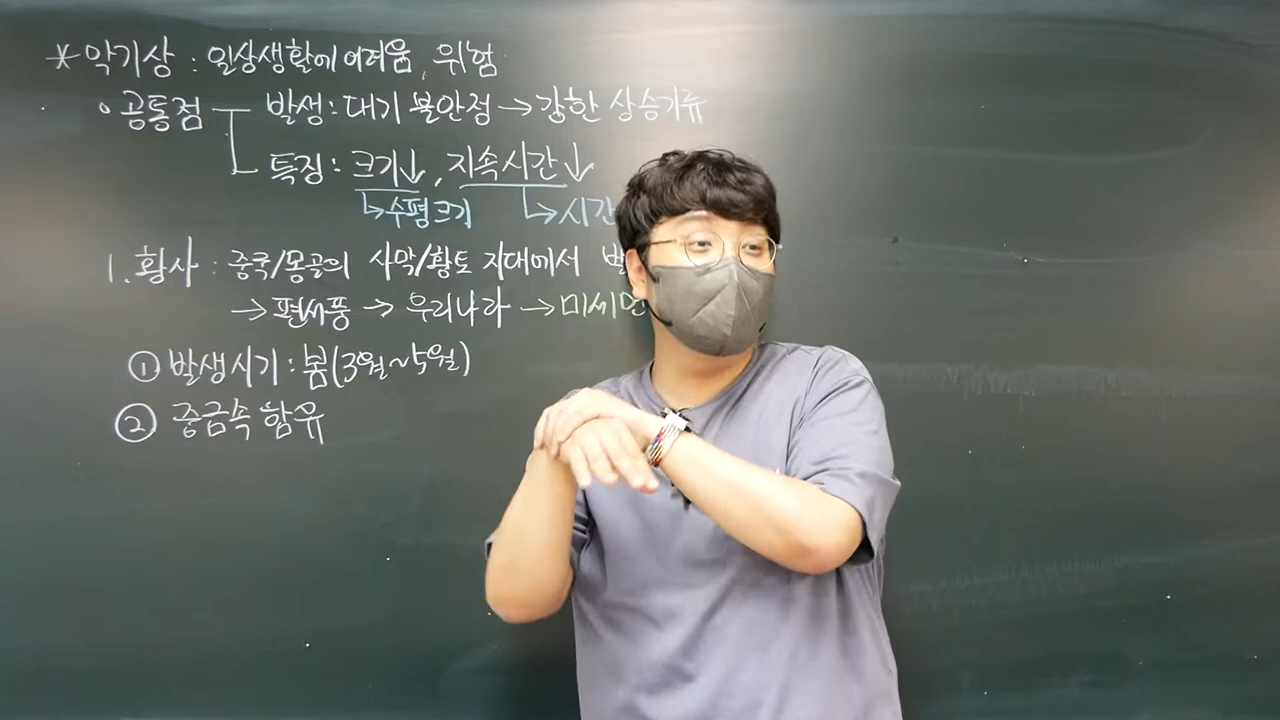 * 악기상 : 일상생활에 어려움, 위험
• 공통점 발생 : 대기 불안정 → 강한 상승기류
특징 : 크기↓, 지속시간↓
↳ 수평크기 ↳ 시간
1. 황사 : 중국/몽골의 사막/황토 지대에서
→ 편서풍 → 우리나라 → 미세먼
① 발생시기 : 봄(3월~5월)
② 중금속 함유